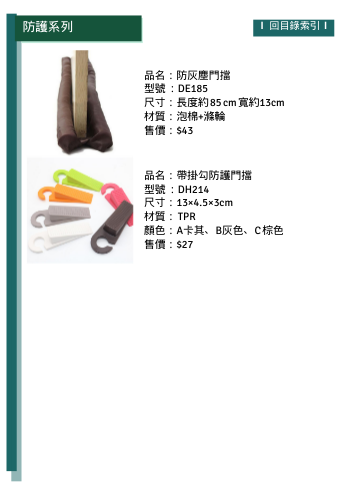 防護系列
I 回目錄索引 I
品名：防灰塵門擋
型號 ：DE185
尺寸：長度約85cm寬約13cm
材質：泡棉+滌輪
售價：$43
品名：帶掛勾防護門擋
型號 ：DH214
尺寸：13×4.5×3cm
材質： TPR
顏色：A卡其、B灰色、C棕色
售價：$27